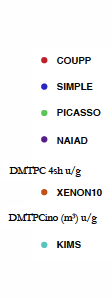 COUPP
SIMPLE
PICASSO
NAIAD
DMTPC 4sh u/g
XENON10
DMTPCino (m³) u/g
KIMS